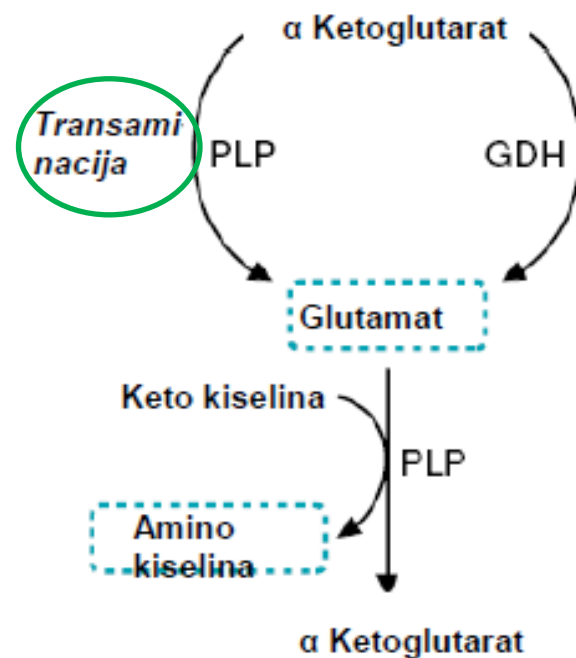 α Ketoglutarat
Transami-
nacija
PLP
GDH
Glutamat
Keto kiselina
PLP
Amino
kiselina
α Ketoglutarat